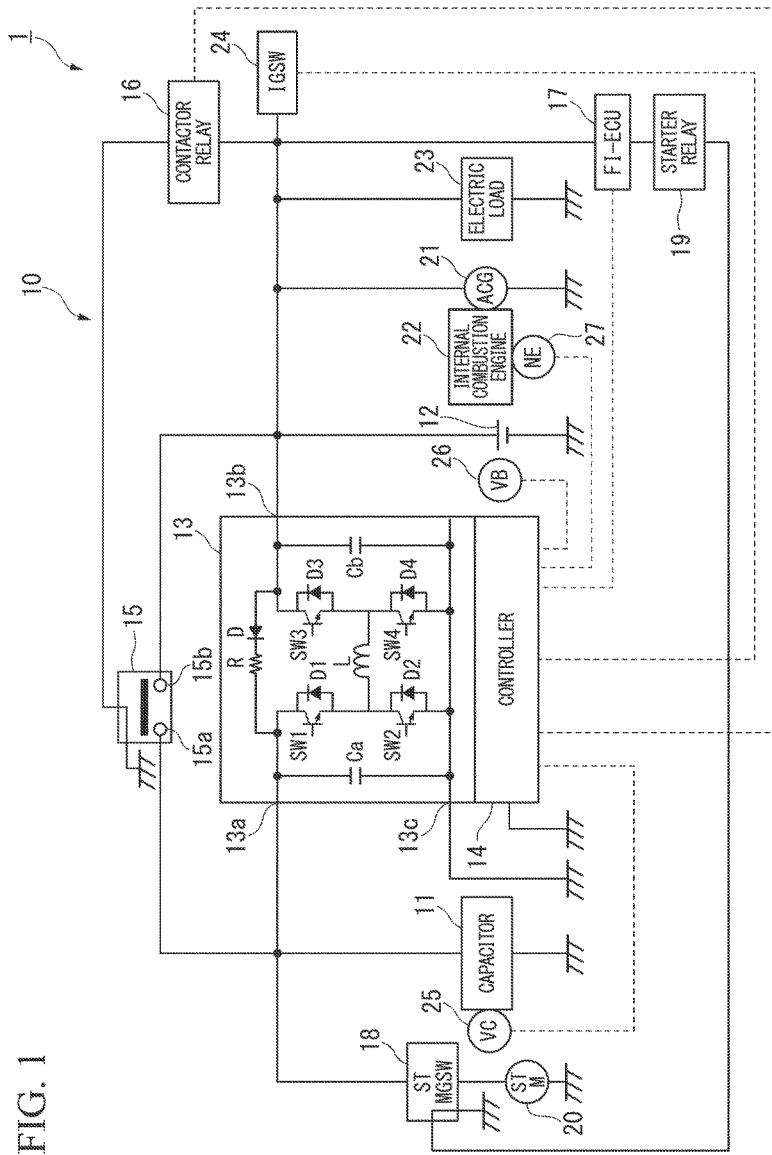 FIG. 1
1
10
16
CONTACTOR
RELAY
24
IGSW
15
15a
15b
13
13a
13b
13c
R
D
SW1
D1
SW3
D3
L
Ca
Cb
SW2
D2
SW4
D4
CONTROLLER
14
26
VB
12
22
INTERNAL
COMBUSTION
ENGINE
21
ACG
NE
27
23
ELECTRIC
LOAD
17
FI-ECU
STARTER
RELAY
19
11
CAPACITOR
25
VC
18
ST
MGSW
ST
M
20